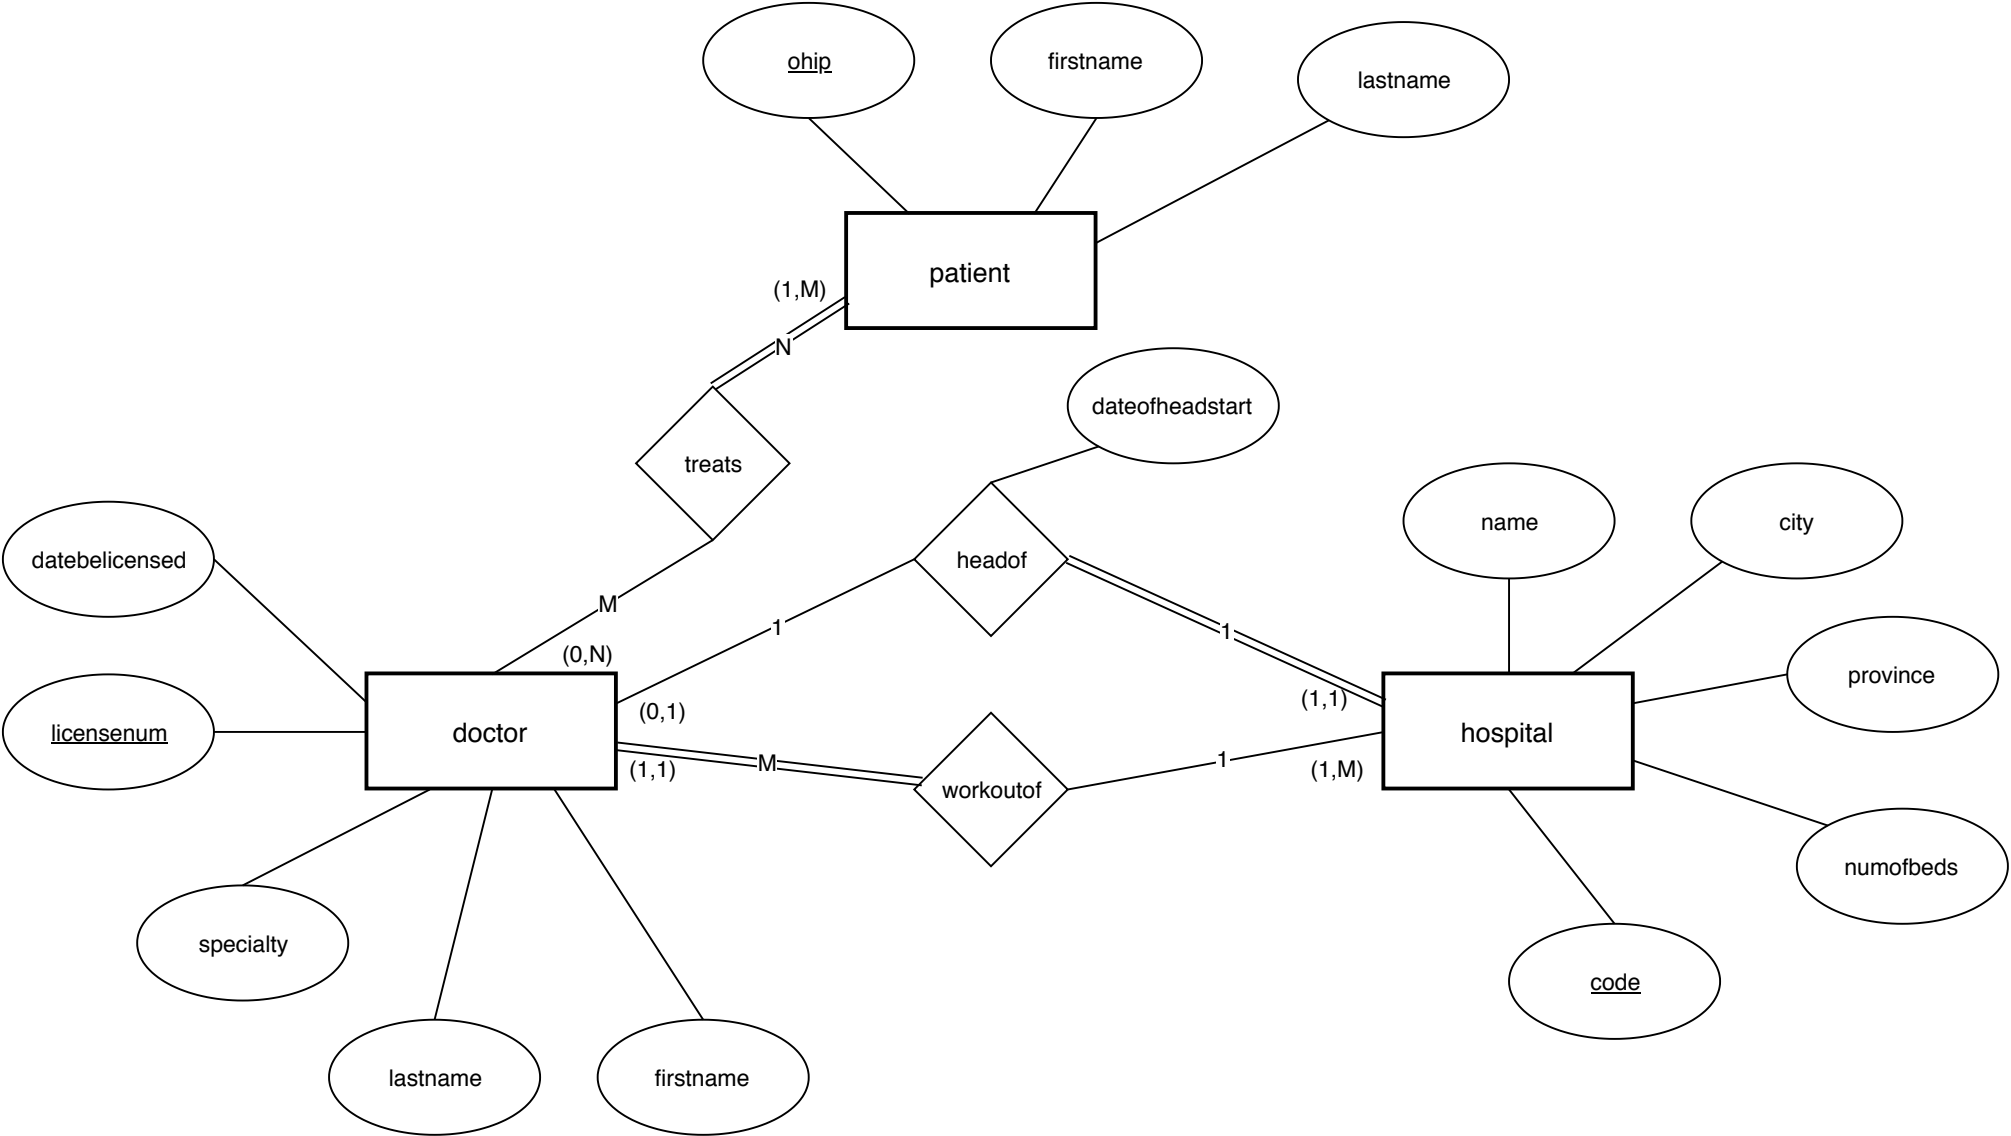 ohip
firstname
lastname
patient
(1,M)
N
dateofheadstart
treats
name
city
datebelicensed
headof
M
1
1
(0,N)
province
(0,1)
(1,1)
licensenum
doctor
hospital
(1,1)
M
1
(1,M)
workoutof
numofbeds
specialty
code
lastname
firstname